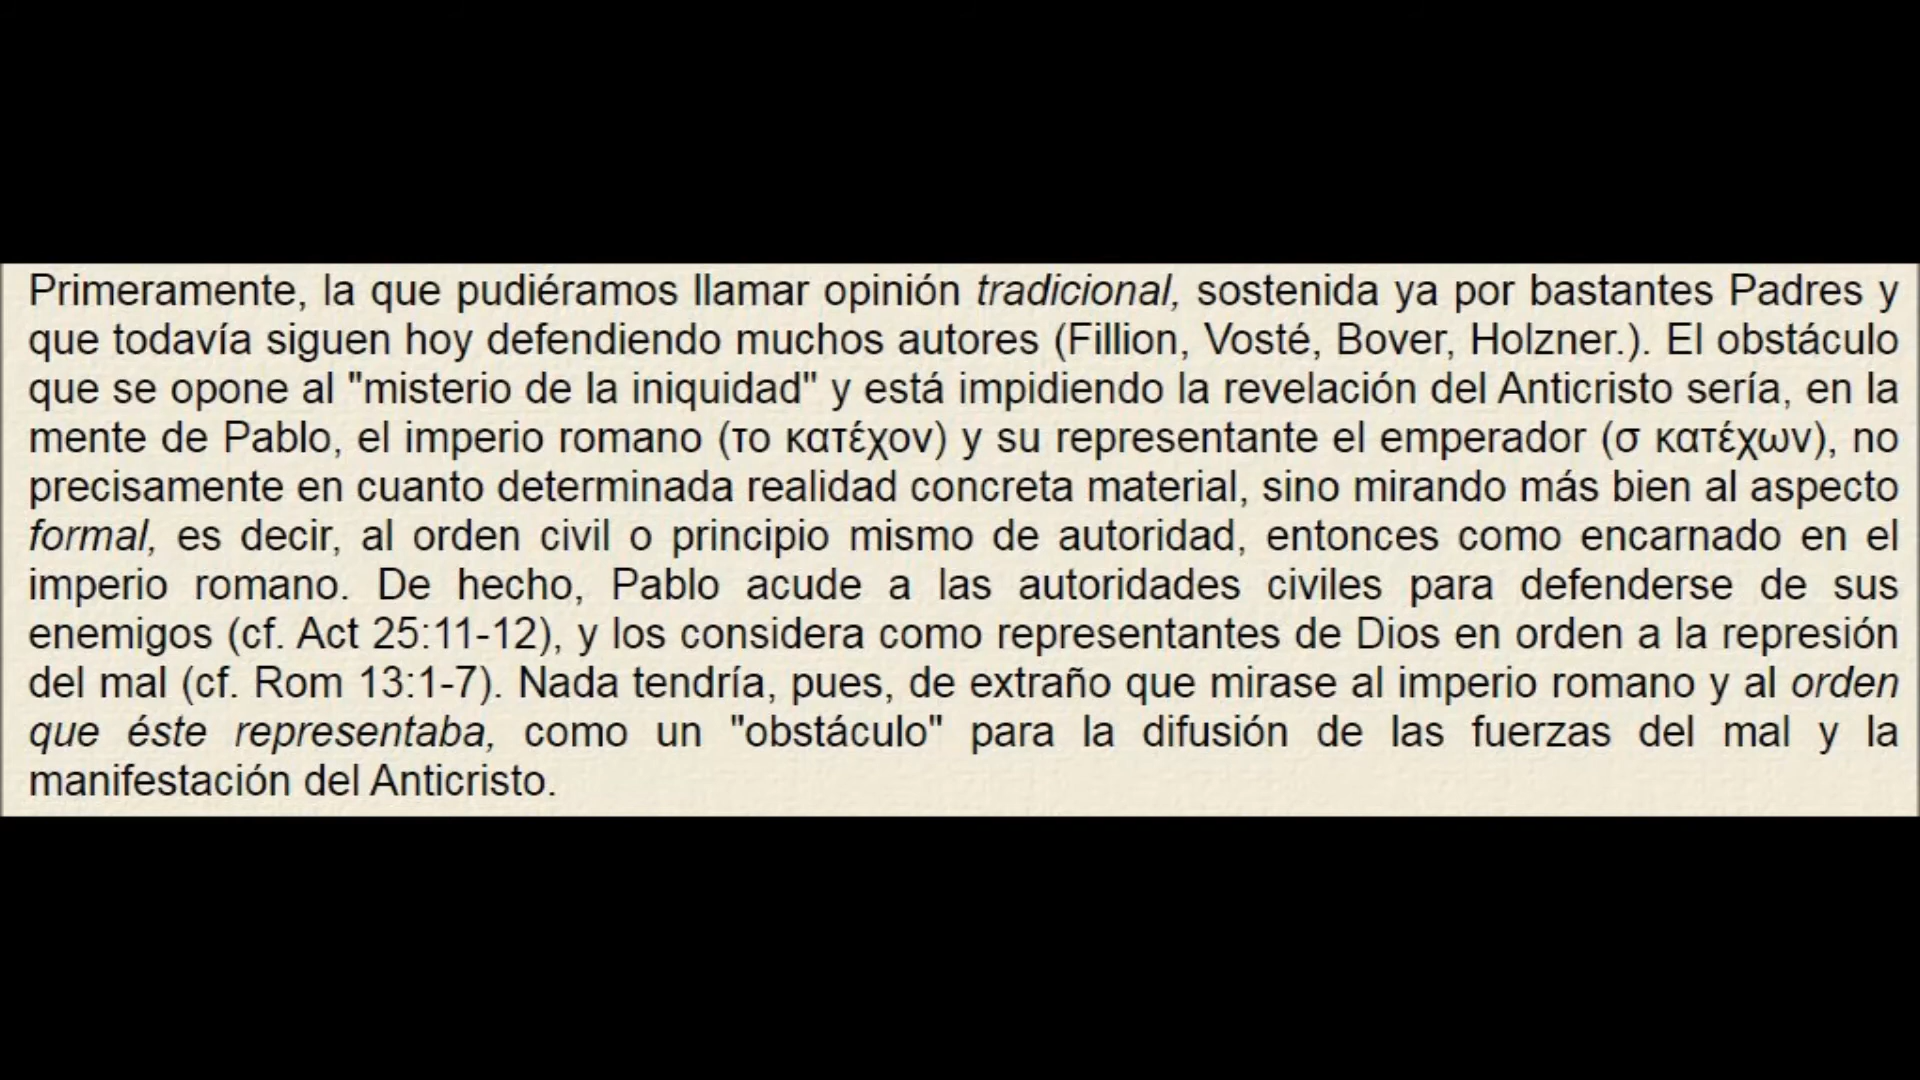 Primeramente, la que pudiéramos llamar opinión tradicional, sostenida ya por bastantes Padres y
que todavía siguen hoy defendiendo muchos autores (Fillion, Vosté, Bover, Holzner.). El obstáculo
que se opone al "misterio de la iniquidad" y está impidiendo la revelación del Anticristo sería, en la
mente de Pablo, el imperio romano (το κατέχον) y su representante el emperador (σ κατέχων), no
precisamente en cuanto determinada realidad concreta material, sino mirando más bien al aspecto
formal, es decir, al orden civil o principio mismo de autoridad, entonces como encarnado en el
imperio romano. De hecho, Pablo acude a las autoridades civiles para defenderse de sus
enemigos (cf. Act 25:11-12), y los considera como representantes de Dios en orden a la represión
del mal (cf. Rom 13:1-7). Nada tendría, pues, de extraño que mirase al imperio romano y al orden
que éste representaba, como un "obstáculo" para la difusión de las fuerzas del mal y la
manifestación del Anticristo.